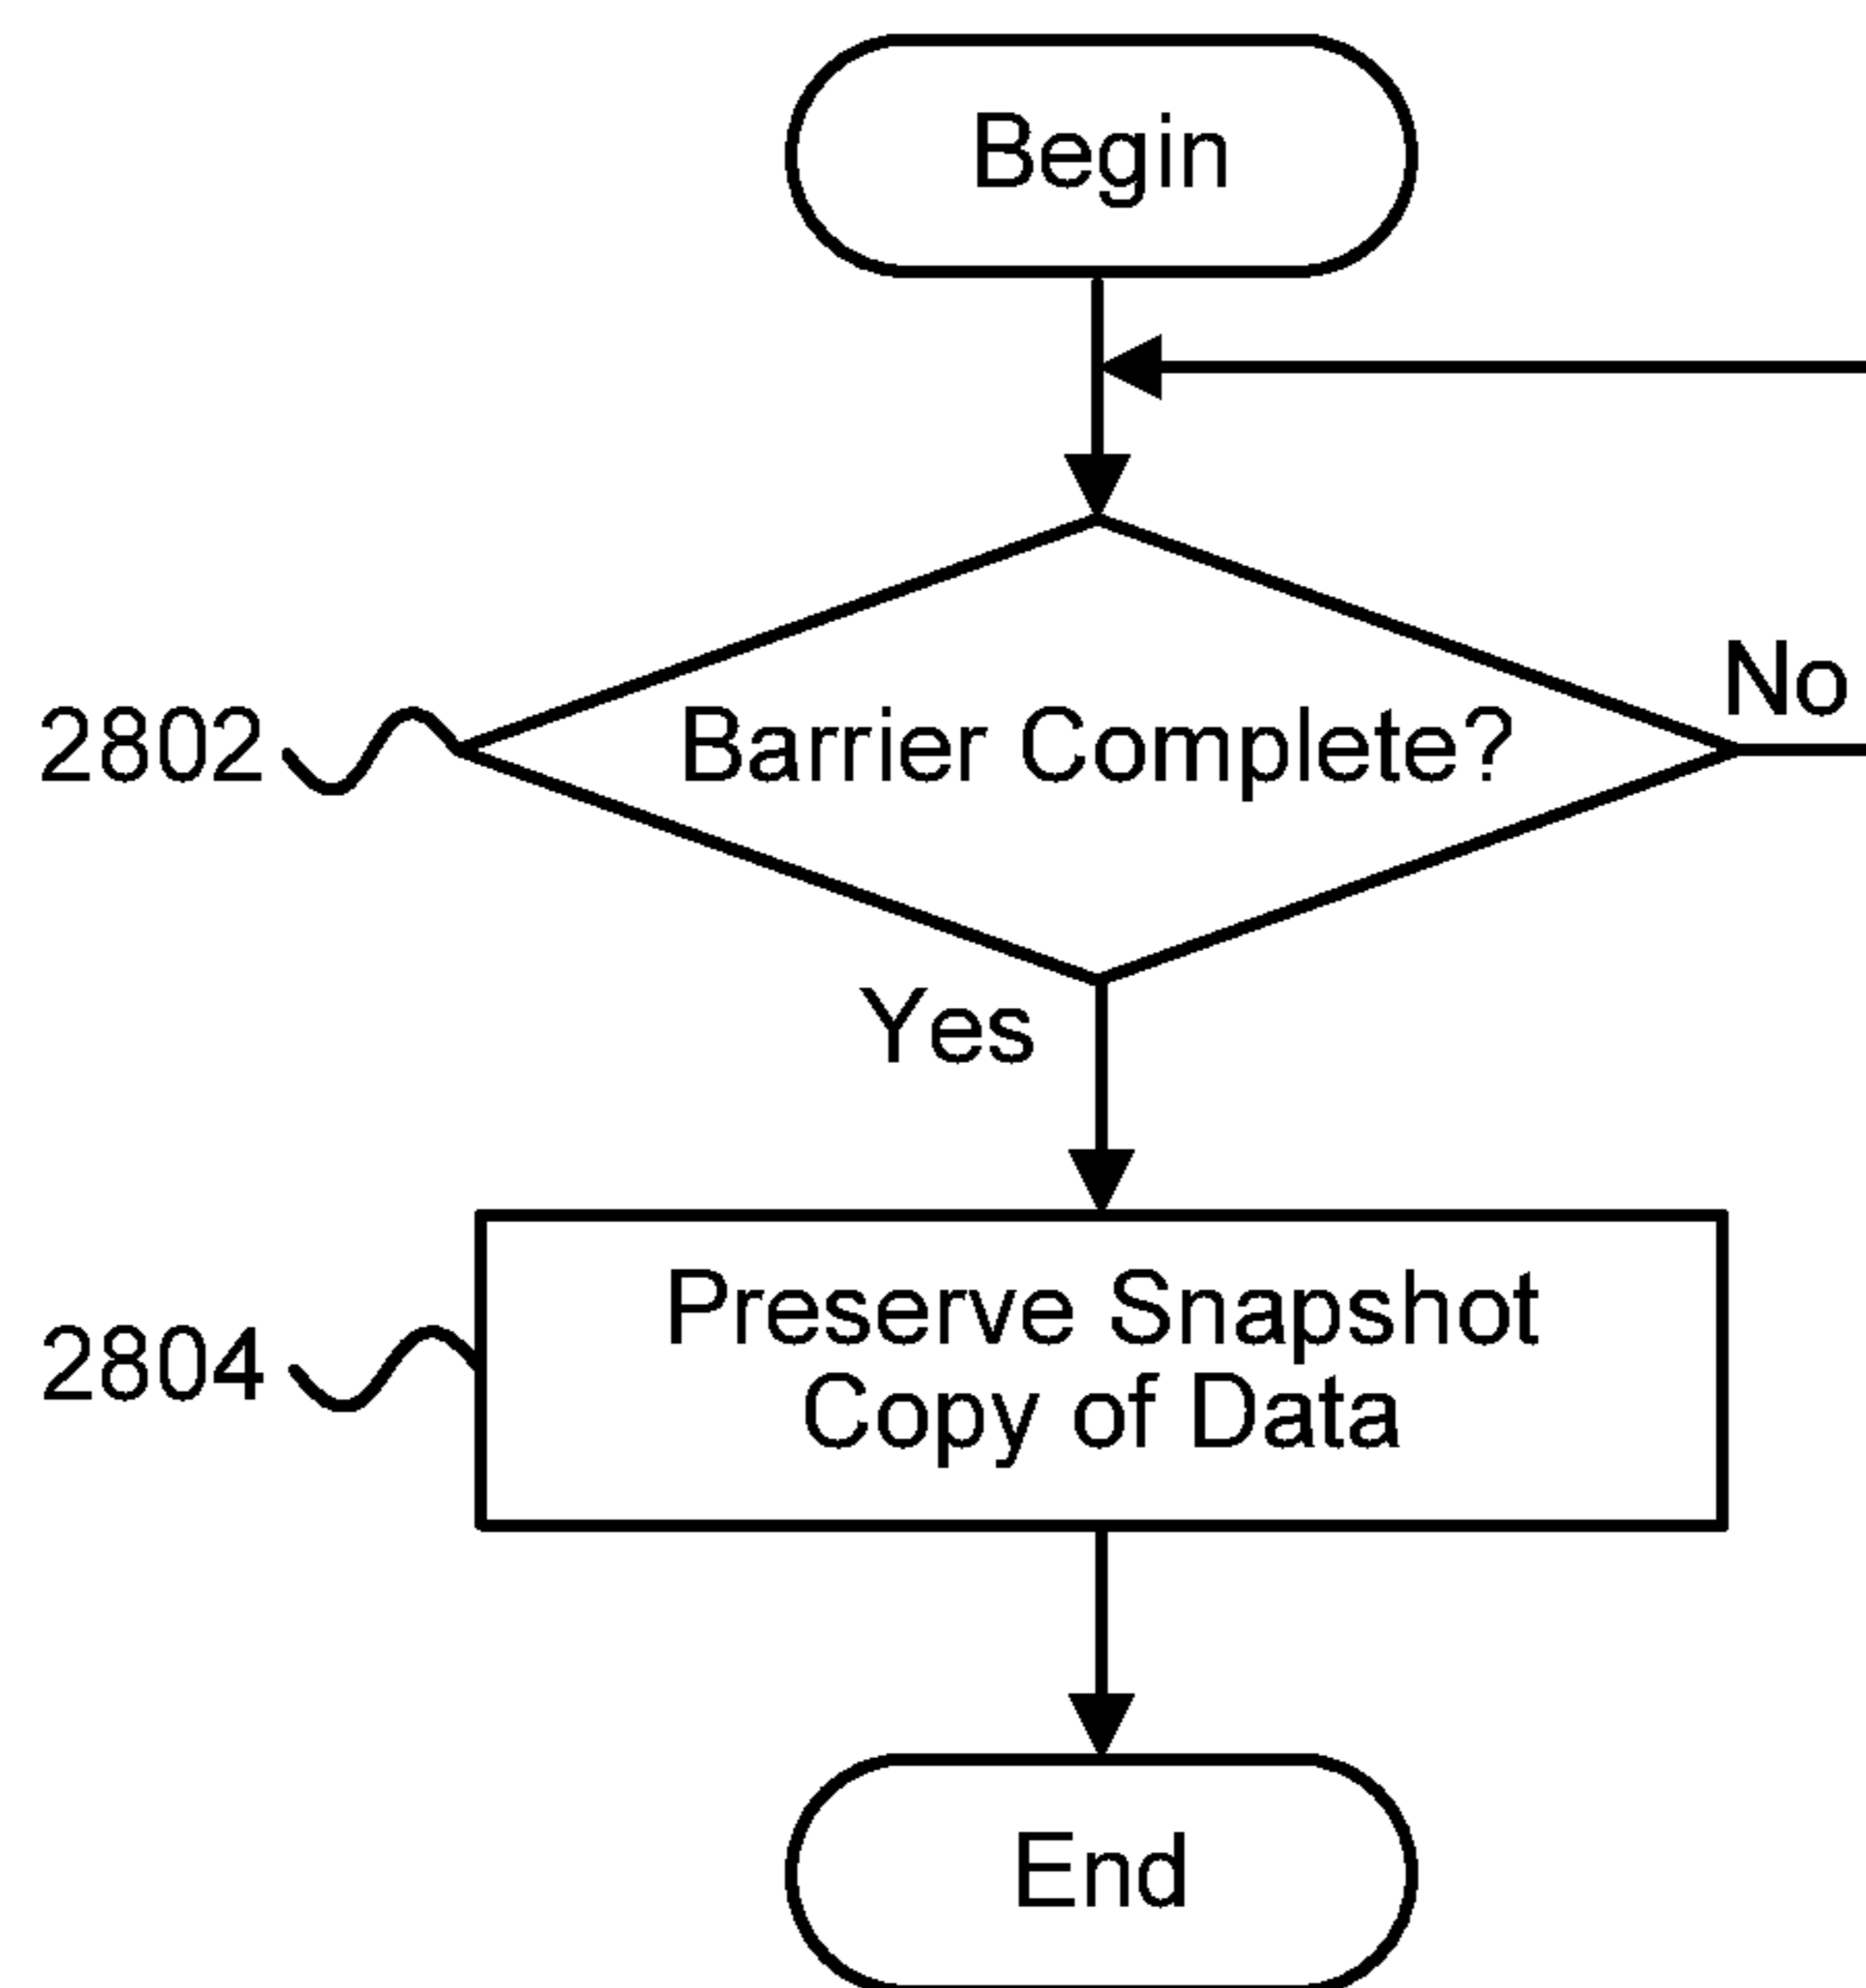 Begin
No
2802
Barrier Complete?
Yes
2804
Preserve Snapshot
Copy of Data
End